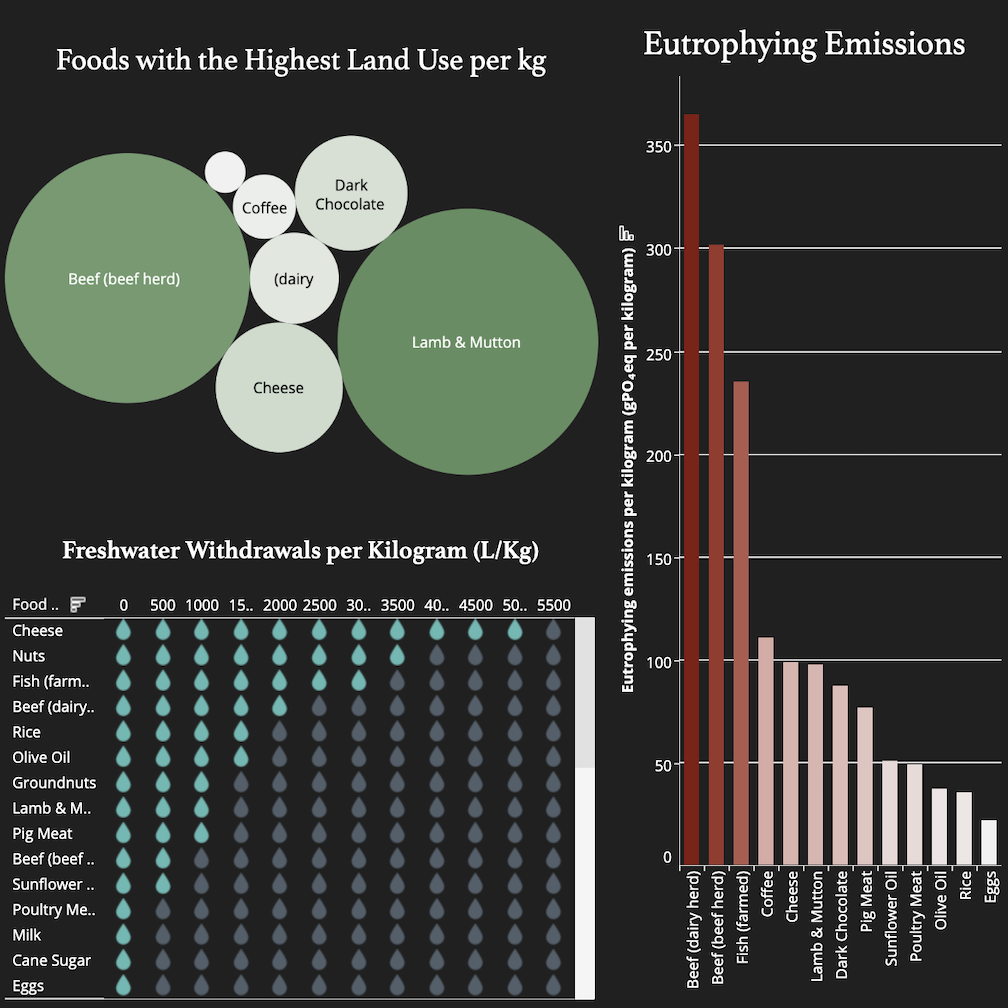 Foods with the Highest Land Use per kg
Beef (beef herd)
Coffee
Dark
Chocolate
(dairy
Lamb & Mutton
Cheese
Freshwater Withdrawals per Kilogram (L/Kg)
Food .. 0 500 1000 15.. 2000 2500 30.. 3500 40.. 4500 50.. 5500
Cheese
Nuts
Fish (farm..
Beef (dairy..
Rice
Olive Oil
Groundnuts
Lamb & M..
Pig Meat
Beef (beef ..
Sunflower ..
Poultry Me..
Milk
Cane Sugar
Eggs
Eutrophying Emissions
Eutrophying emissions per kilogram (gPO₄eq per kilogram)
350
300
250
200
150
100
50
0
Beef (dairy herd)
Beef (beef herd)
Fish (farmed)
Coffee
Cheese
Lamb & Mutton
Dark Chocolate
Pig Meat
Sunflower Oil
Poultry Meat
Olive Oil
Rice
Eggs